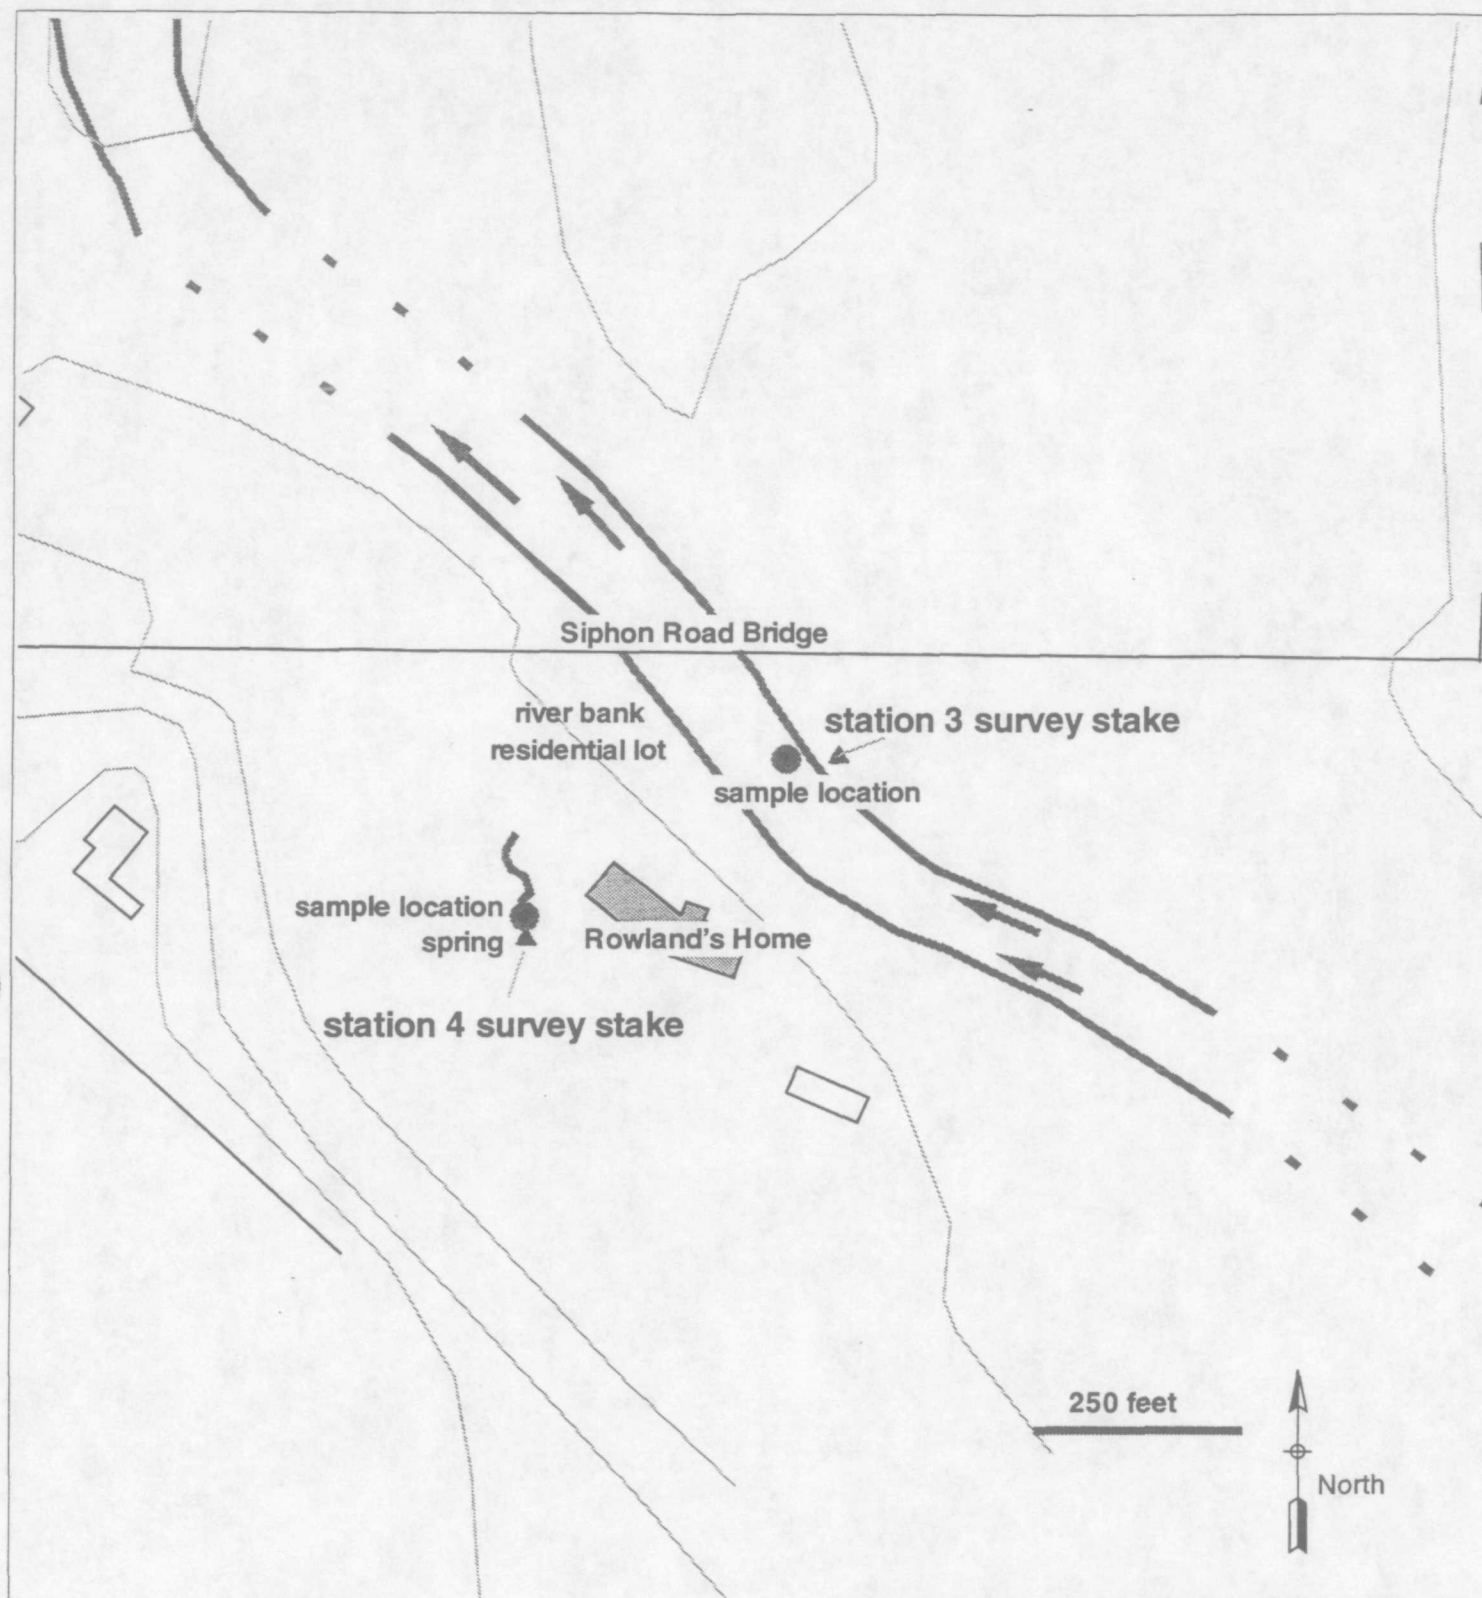 Siphon Road Bridge
river bank
residential lot
station 3 survey stake
sample location
sample location
spring
Rowland's Home
station 4 survey stake
250 feet
North